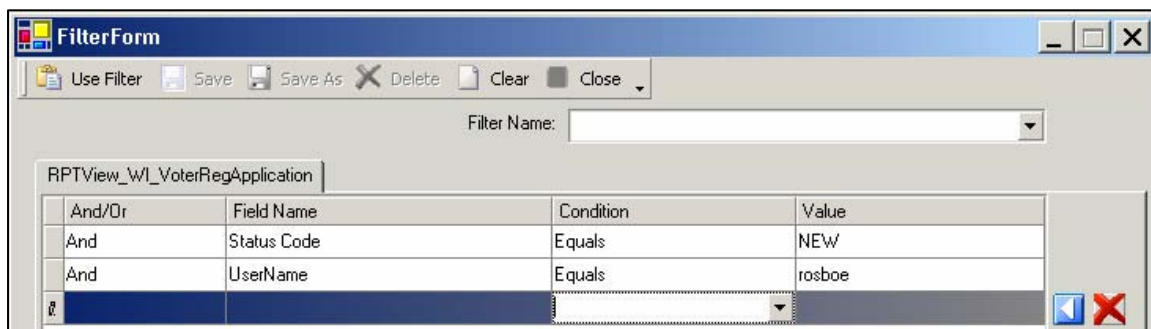 FilterForm
Use Filter Save Save As Delete Clear Close
Filter Name:
RPTView_WI_VoterRegApplication
And/Or Field Name Condition Value
And Status Code Equals NEW
And UserName Equals rosboe